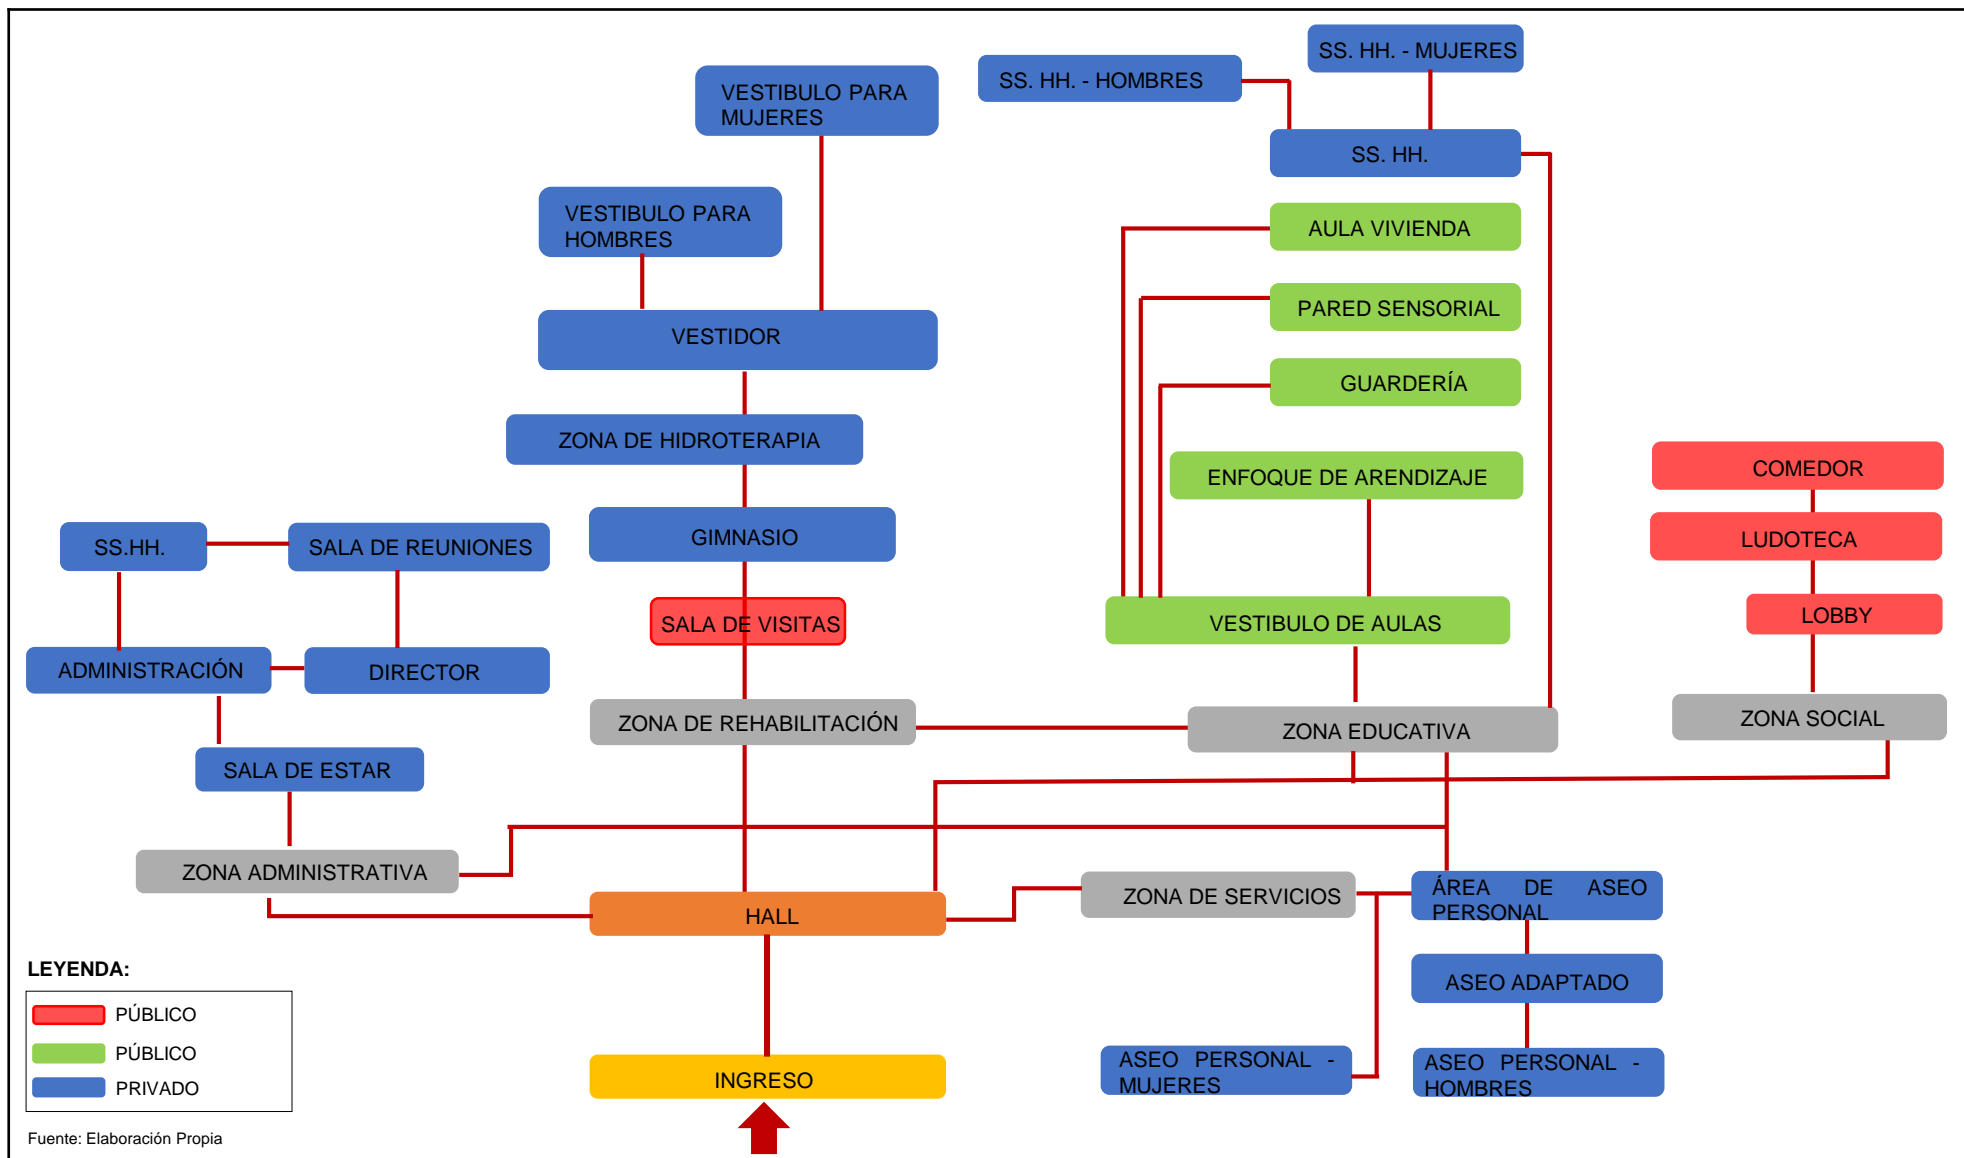 SS. HH. - MUJERES
SS. HH. - HOMBRES
VESTIBULO PARA
MUJERES
SS. HH.
VESTIBULO PARA
HOMBRES
AULA VIVIENDA
PARED SENSORIAL
VESTIDOR
GUARDERÍA
ZONA DE HIDROTERAPIA
ENFOQUE DE ARENDIZAJE
COMEDOR
GIMNASIO
LUDOTECA
SS.HH.
SALA DE REUNIONES
SALA DE VISITAS
VESTIBULO DE AULAS
LOBBY
ADMINISTRACIÓN
DIRECTOR
ZONA DE REHABILITACIÓN
ZONA EDUCATIVA
ZONA SOCIAL
SALA DE ESTAR
ZONA ADMINISTRATIVA
HALL
ZONA DE SERVICIOS
ÁREA DE ASEO
PERSONAL
ASEO ADAPTADO
ASEO PERSONAL -
MUJERES
ASEO PERSONAL -
HOMBRES
INGRESO
LEYENDA:
PÚBLICO
PÚBLICO
PRIVADO
Fuente: Elaboración Propia